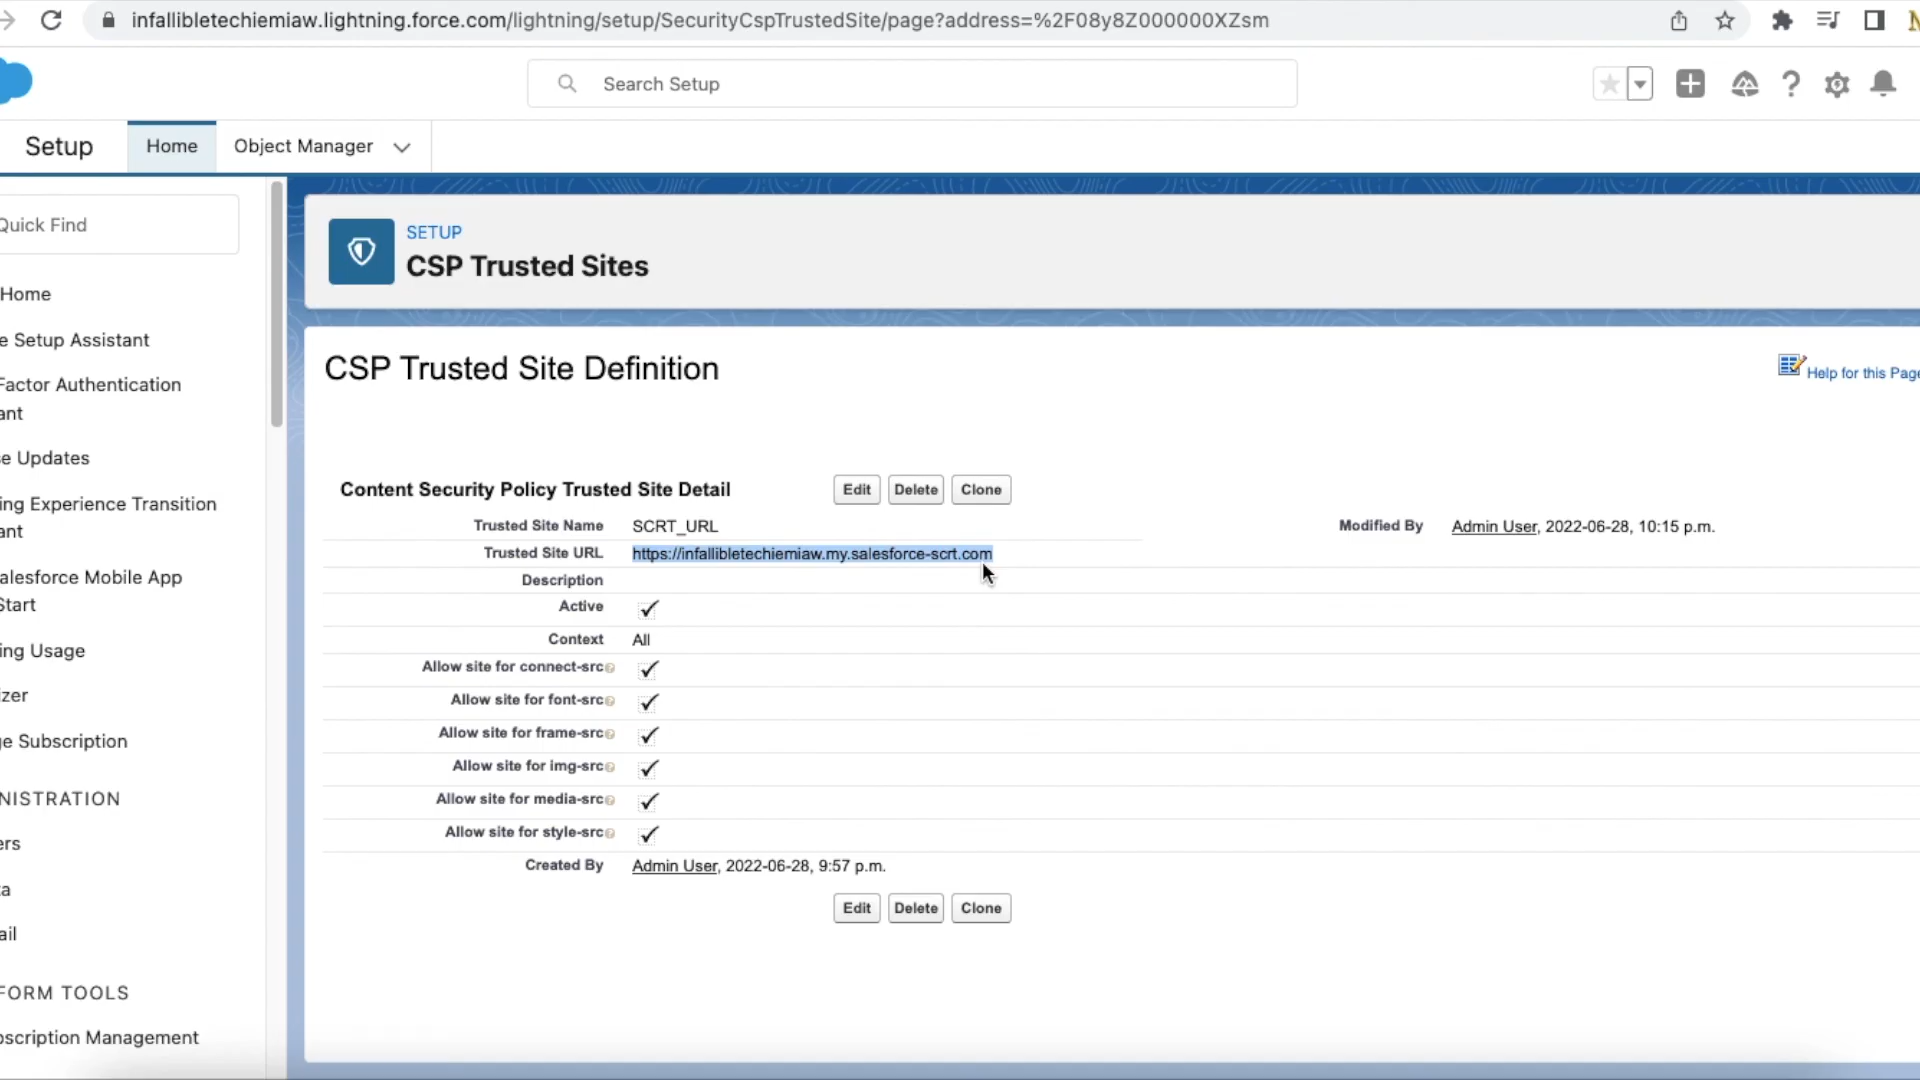 infallibletechiemiaw.lightning.force.com/lightning/setup/SecurityCspTrustedSite/page?address=%2F08y8Z000000XZsm
Search Setup
Setup
Home
Object Manager
Quick Find
Home
e Setup Assistant
Factor Authentication
ant
e Updates
ing Experience Transition
ant
alesforce Mobile App
Start
ing Usage
izer
ge Subscription
NISTRATION
ers
ta
ail
FORM TOOLS
bscription Management
SETUP
CSP Trusted Sites
CSP Trusted Site Definition
Help for this Page
Content Security Policy Trusted Site Detail
Edit Delete Clone
Trusted Site Name SCRT_URL
Modified By Admin User, 2022-06-28, 10:15 p.m.
Trusted Site URL https://infallibletechiemiaw.my.salesforce-scrt.com
Description
Active
Context All
Allow site for connect-src
Allow site for font-src
Allow site for frame-src
Allow site for img-src
Allow site for media-src
Allow site for style-src
Created By Admin User, 2022-06-28, 9:57 p.m.
Edit Delete Clone